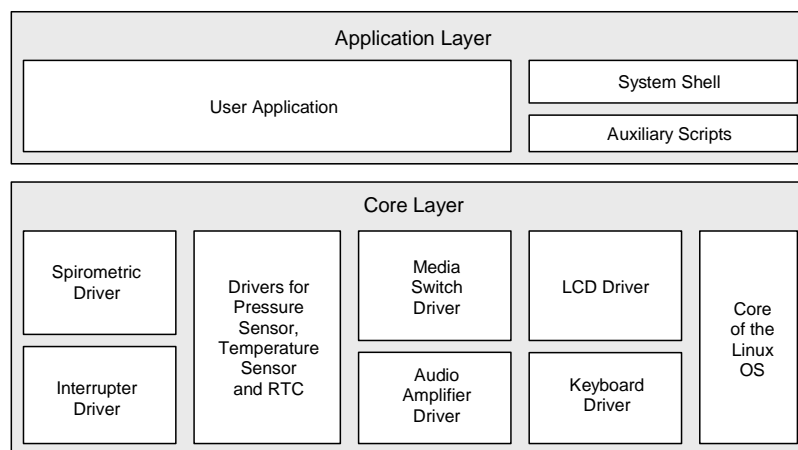 Application Layer
User Application
System Shell
Auxiliary Scripts
Core Layer
Spirometric
Driver
Interrupter
Driver
Drivers for
Pressure
Sensor,
Temperature
Sensor
and RTC
Media
Switch
Driver
Audio
Amplifier
Driver
LCD Driver
Keyboard
Driver
Core
of the
Linux
OS